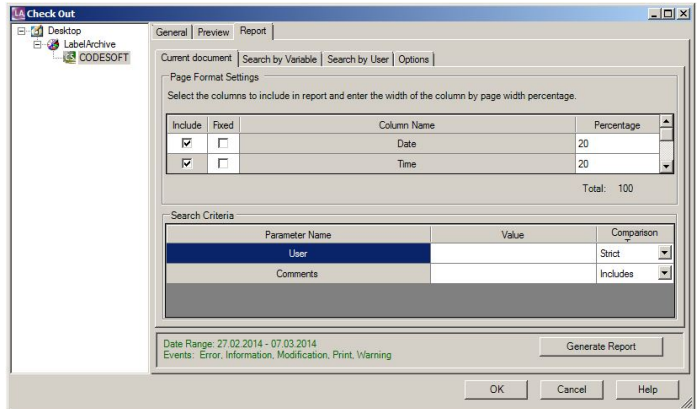 LA Check Out
Desktop
LabelArchive
CODESOFT
General Preview Report
Current document Search by Variable Search by User Options
Page Format Settings
Select the columns to include in report and enter the width of the column by page width percentage.
Include Fixed Column Name Percentage
Date 20
Time 20
Total: 100
Search Criteria
Parameter Name Value Comparison
User Strict
Comments Includes
Date Range: 27.02.2014 - 07.03.2014
Events: Error, Information, Modification, Print, Warning
Generate Report
OK Cancel Help